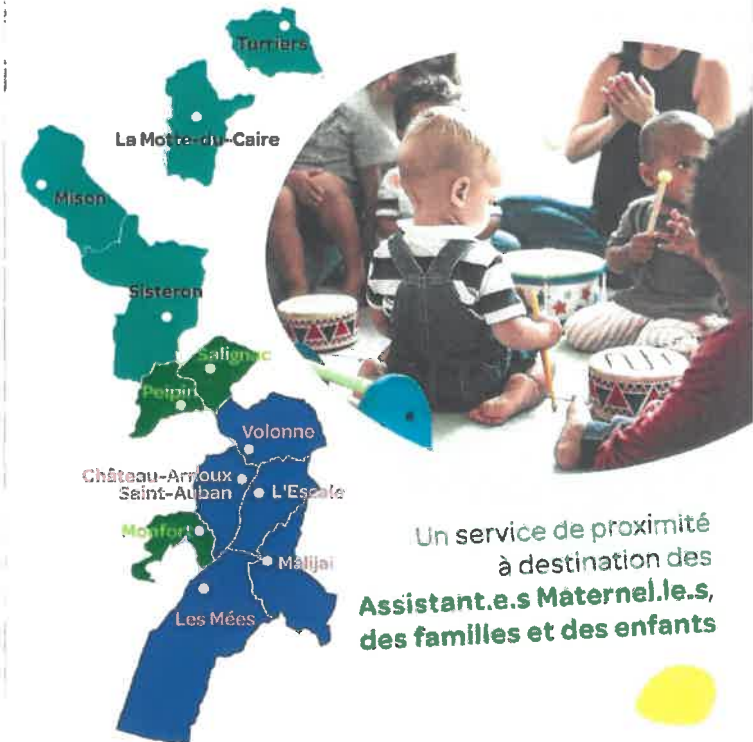 Turriers
La Motte-du-Caire
Mison
Sisteron
Salignac
Peipin
Volonne
Château-Arnoux
Saint-Auban
L'Escale
Monfort
Malijai
Les Mées
Un service de proximité
à destination des
Assistant.e.s Maternel.le.s,
des familles et des enfants